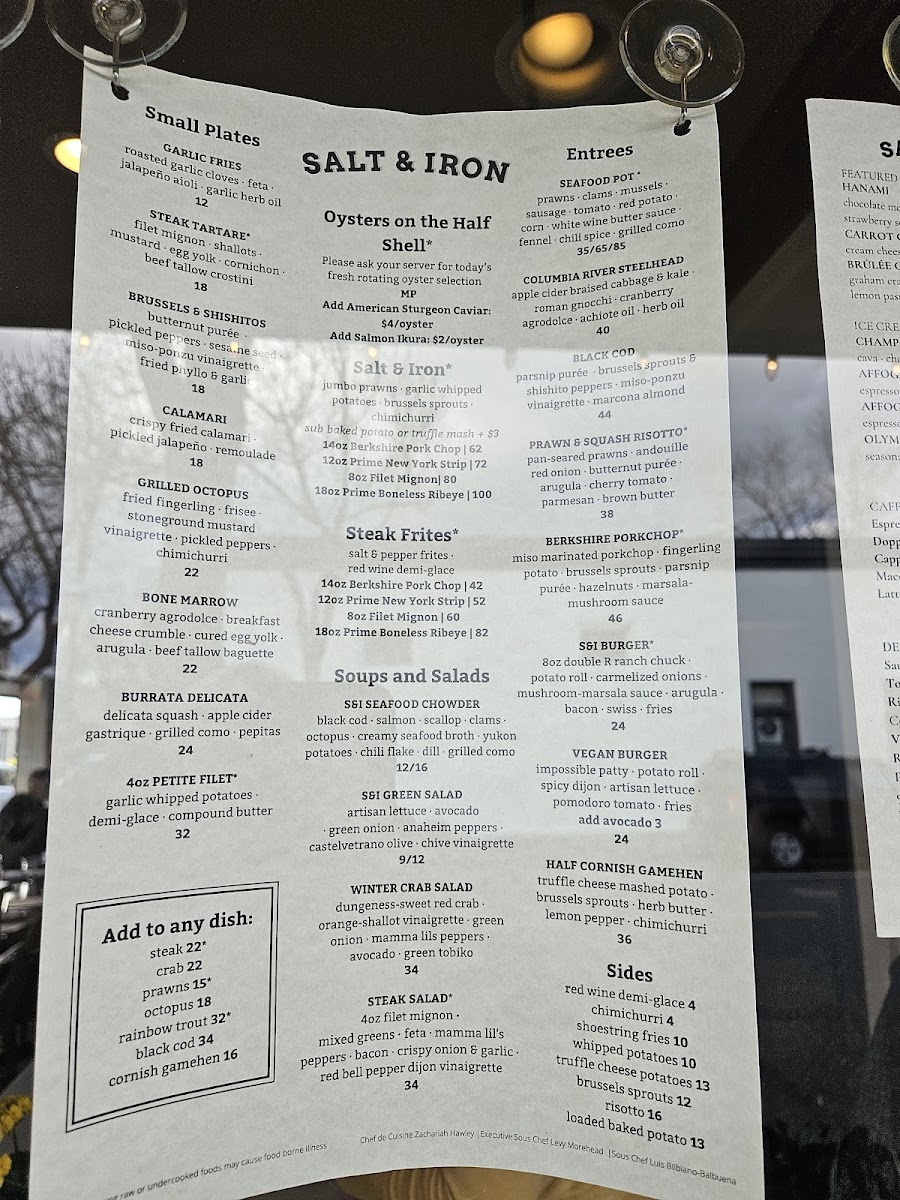 Small Plates
GARLIC FRIES
roasted garlic cloves · feta ·
jalapeño aioli · garlic herb oil
12
STEAK TARTARE*
filet mignon · shallots ·
mustard · egg yolk · cornichon ·
beef tallow crostini
18
BRUSSELS & SHISHITOS
butternut purée ·
pickled peppers · sesame seed ·
miso-ponzu vinaigrette ·
fried phyllo & garlic
18
CALAMARI
crispy fried calamari ·
pickled jalapeño · remoulade
18
GRILLED OCTOPUS
fried fingerling · frisee ·
stoneground mustard
vinaigrette · pickled peppers ·
chimichurri
22
BONE MARROW
cranberry agrodolce · breakfast
cheese crumble · cured egg yolk ·
arugula · beef tallow baguette
22
BURRATA DELICATA
delicata squash · apple cider
gastrique · grilled como · pepitas
24
4oz PETITE FILET*
garlic whipped potatoes ·
demi-glace · compound butter
32
Add to any dish:
steak 22*
crab 22
prawns 15*
octopus 18
rainbow trout 32*
black cod 34
cornish gamehen 16
SALT & IRON
Oysters on the Half
Shell*
Please ask your server for today's
fresh rotating oyster selection
MP
Add American Sturgeon Caviar:
$4/oyster
Add Salmon Ikura: $2/oyster
Salt & Iron*
jumbo prawns · garlic whipped
potatoes · brussels sprouts ·
chimichurri
sub baked potato or truffle mash + $3
14oz Berkshire Pork Chop | 62
12oz Prime New York Strip | 72
8oz Filet Mignon| 80
18oz Prime Boneless Ribeye | 100
Steak Frites*
salt & pepper frites ·
red wine demi-glace
14oz Berkshire Pork Chop | 42
12oz Prime New York Strip | 52
8oz Filet Mignon | 60
18oz Prime Boneless Ribeye | 82
Soups and Salads
S&I SEAFOOD CHOWDER
black cod · salmon · scallop · clams ·
octopus · creamy seafood broth · yukon
potatoes · chili flake · dill · grilled como
12/16
S&I GREEN SALAD
artisan lettuce · avocado
· green onion · anaheim peppers ·
castelvetrano olive · chive vinaigrette
9/12
WINTER CRAB SALAD
dungeness-sweet red crab ·
orange-shallot vinaigrette · green
onion · mamma lils peppers ·
avocado · green tobiko
34
STEAK SALAD*
4oz filet mignon ·
mixed greens · feta · mamma lil's
peppers · bacon · crispy onion & garlic ·
red bell pepper dijon vinaigrette
34
Entrees
SEAFOOD POT *
prawns · clams · mussels ·
sausage · tomato · red potato ·
corn · white wine butter sauce ·
fennel · chili spice · grilled como
35/65/85
COLUMBIA RIVER STEELHEAD
apple cider braised cabbage & kale ·
roman gnocchi · cranberry
agrodolce · achiote oil · herb oil
40
BLACK COD
parsnip purée · brussels sprouts &
shishito peppers · miso-ponzu
vinaigrette · marcona almond
44
PRAWN & SQUASH RISOTTO*
pan-seared prawns · andouille
red onion · butternut purée ·
arugula · cherry tomato ·
parmesan · brown butter
38
BERKSHIRE PORKCHOP*
miso marinated porkchop · fingerling
potato · brussels sprouts · parsnip
purée · hazelnuts · marsala-
mushroom sauce
46
S&I BURGER*
8oz double R ranch chuck ·
potato roll · carmelized onions ·
mushroom-marsala sauce · arugula ·
bacon · swiss · fries
24
VEGAN BURGER
impossible patty · potato roll ·
spicy dijon · artisan lettuce ·
pomodoro tomato · fries
add avocado 3
24
HALF CORNISH GAMEHEN
truffle cheese mashed potato ·
brussels sprouts · herb butter ·
lemon pepper · chimichurri
36
Sides
red wine demi-glace 4
chimichurri 4
shoestring fries 10
whipped potatoes 10
truffle cheese potatoes 13
brussels sprouts 12
risotto 16
loaded baked potato 13
raw or undercooked foods may cause food borne illness
Chef de Cuisine Zachariah Hawley |Executive Sous Chef Levy Morehead |Sous Chef Luis Bibiano-Balbuena
FEATURED
HANAMI
chocolate
strawberry
CARROT
cream
BRÛLÉE
graham
lemon
CHAMP
cava ·
AFFOG
espresso
AFFOG
espresso
OLYM
season
CAFE
Espre
Dopp
Capp
Mac
Latt